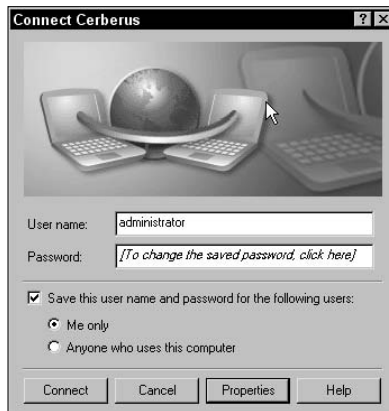 Connect Cerberus
User name: administrator
Password: [To change the saved password, click here]
Save this user name and password for the following users:
Me only
Anyone who uses this computer
Connect Cancel Properties Help